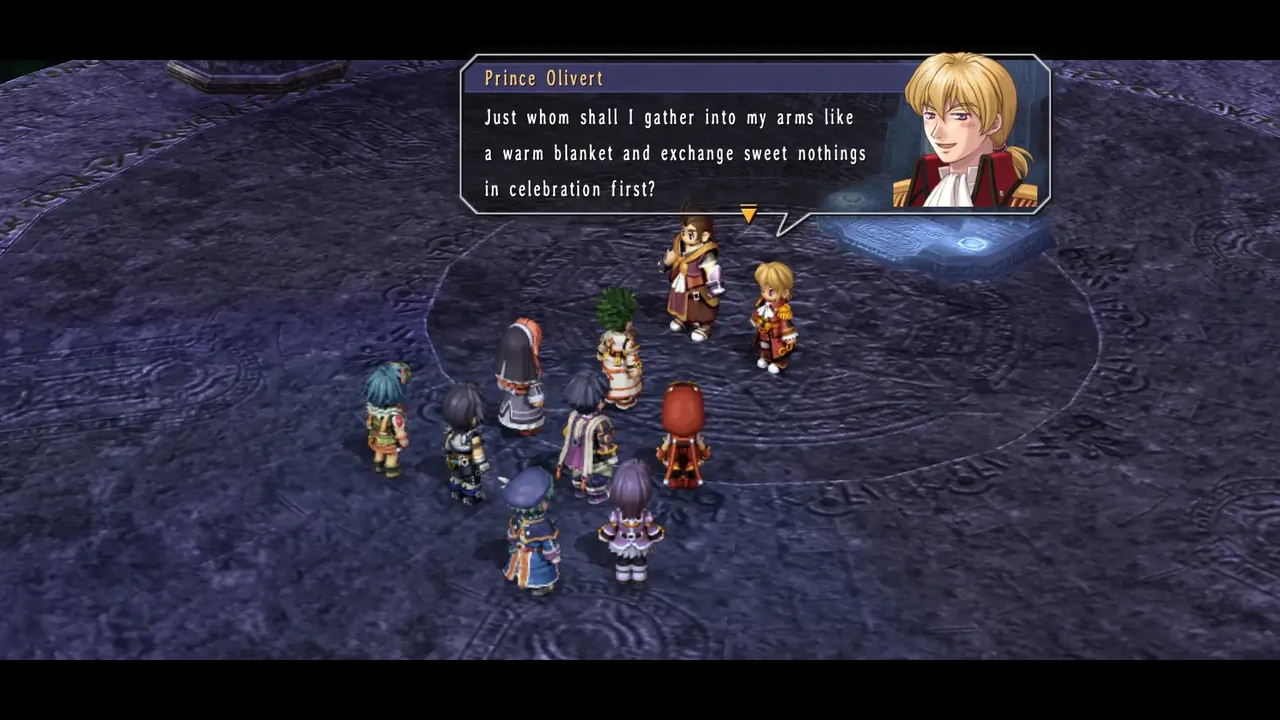 Prince Olivert
Just whom shall I gather into my arms like
a warm blanket and exchange sweet nothings
in celebration first?